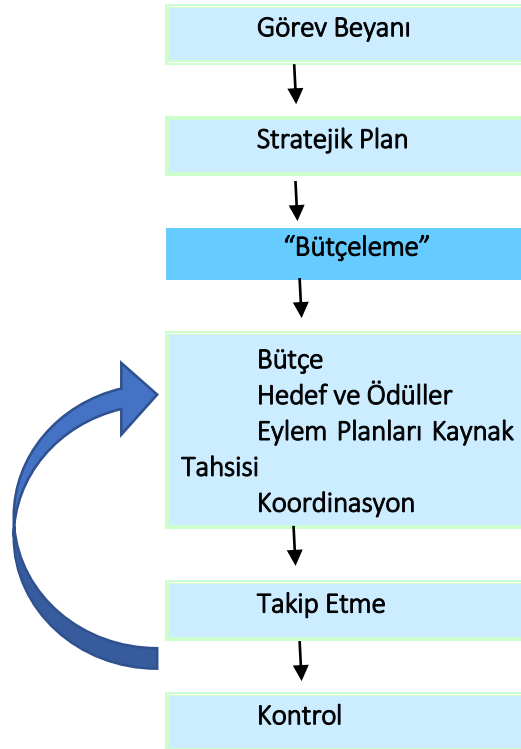 Görev Beyanı
Stratejik Plan
“Bütçeleme”
Bütçe
Hedef ve Ödüller
Eylem Planları Kaynak
Tahsisi
Koordinasyon
Takip Etme
Kontrol